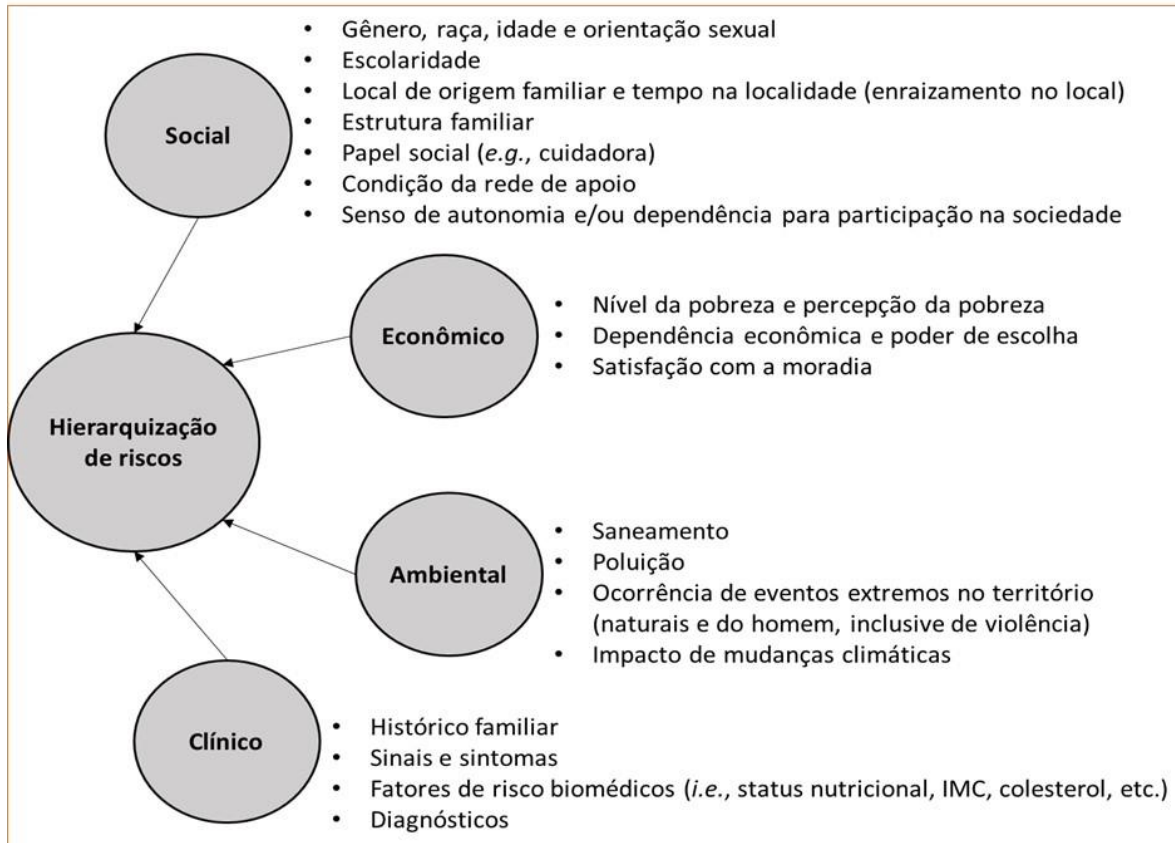 Social
• Gênero, raça, idade e orientação sexual
• Escolaridade
• Local de origem familiar e tempo na localidade (enraizamento no local)
• Estrutura familiar
• Papel social (e.g., cuidadora)
• Condição da rede de apoio
• Senso de autonomia e/ou dependência para participação na sociedade
Econômico
• Nível da pobreza e percepção da pobreza
• Dependência econômica e poder de escolha
• Satisfação com a moradia
Hierarquização
de riscos
Ambiental
• Saneamento
• Poluição
• Ocorrência de eventos extremos no território
(naturais e do homem, inclusive de violência)
• Impacto de mudanças climáticas
Clínico
• Histórico familiar
• Sinais e sintomas
• Fatores de risco biomédicos (i.e., status nutricional, IMC, colesterol, etc.)
• Diagnósticos